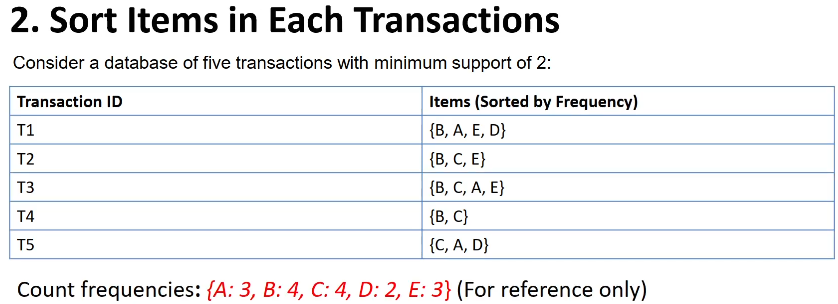 2. Sort Items in Each Transactions
Consider a database of five transactions with minimum support of 2:
Transaction ID Items (Sorted by Frequency)
T1 {B, A, E, D}
T2 {B, C, E}
T3 {B, C, A, E}
T4 {B, C}
T5 {C, A, D}
Count frequencies: {A: 3, B: 4, C: 4, D: 2, E: 3} (For reference only)